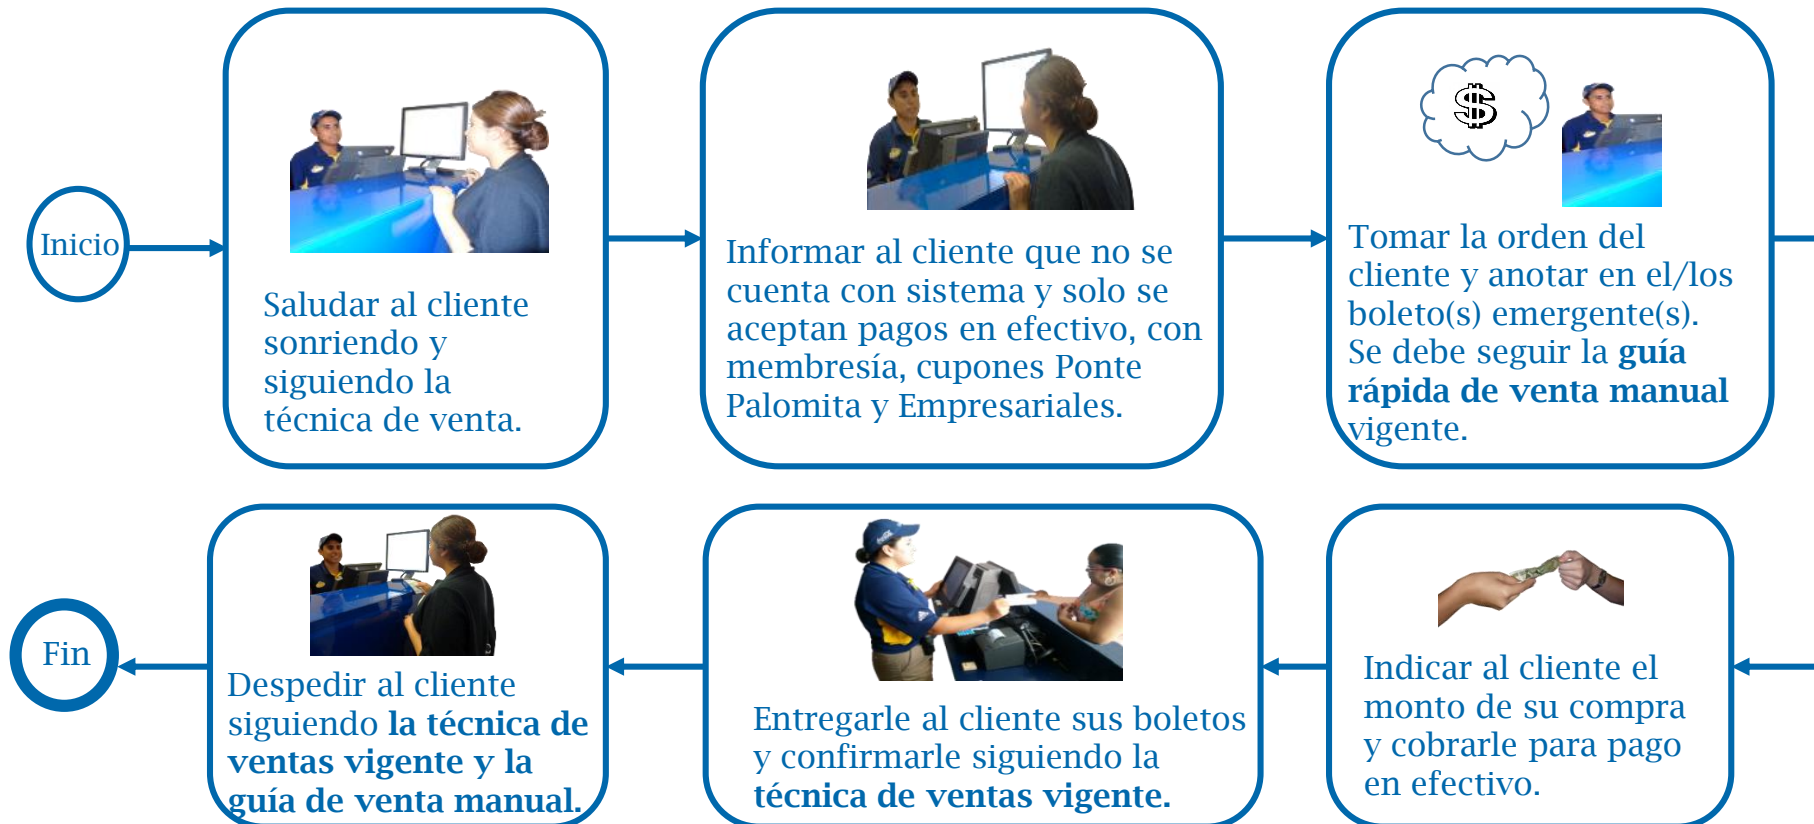 Inicio
Saludar al cliente
sonriendo y
siguiendo la
técnica de venta.
Informar al cliente que no se
cuenta con sistema y solo se
aceptan pagos en efectivo, con
membresía, cupones Ponte
Palomita y Empresariales.
$
Tomar la orden del
cliente y anotar en el/los
boleto(s) emergente(s).
Se debe seguir la guía
rápida de venta manual
vigente.
Indicar al cliente el
monto de su compra
y cobrarle para pago
en efectivo.
Entregarle al cliente sus boletos
y confirmarle siguiendo la
técnica de ventas vigente.
Despedir al cliente
siguiendo la técnica de
ventas vigente y la
guía de venta manual.
Fin